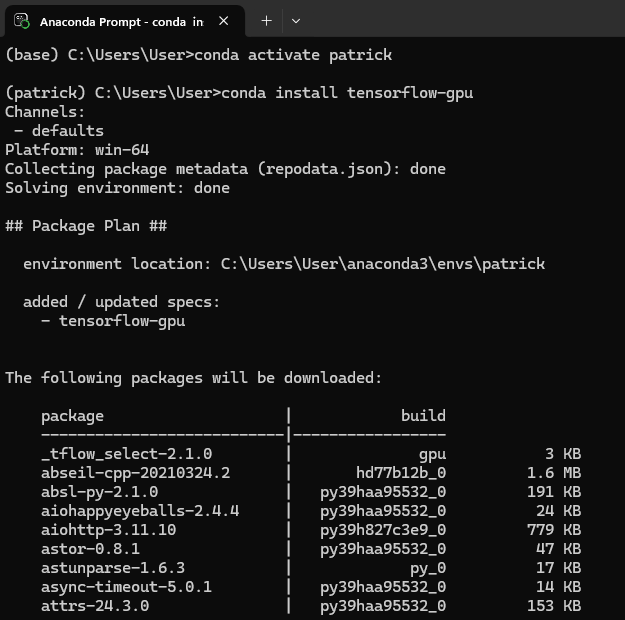 Anaconda Prompt - conda in
(base) C:\Users\User>conda activate patrick
(patrick) C:\Users\User>conda install tensorflow-gpu
Channels:
 - defaults
Platform: win-64
Collecting package metadata (repodata.json): done
Solving environment: done
## Package Plan ##
  environment location: C:\Users\User\anaconda3\envs\patrick
  added / updated specs:
    - tensorflow-gpu
The following packages will be downloaded:
    package                    |            build
    ---------------------------|-----------------
    _tflow_select-2.1.0        |              gpu           3 KB
    abseil-cpp-20210324.2      |       hd77b12b_0         1.6 MB
    absl-py-2.1.0              |   py39haa95532_0         191 KB
    aiohappyeyeballs-2.4.4     |   py39haa95532_0          24 KB
    aiohttp-3.11.10            |   py39h827c3e9_0         779 KB
    astor-0.8.1                |   py39haa95532_0          47 KB
    astunparse-1.6.3           |             py_0          17 KB
    async-timeout-5.0.1        |   py39haa95532_0          14 KB
    attrs-24.3.0               |   py39haa95532_0         153 KB